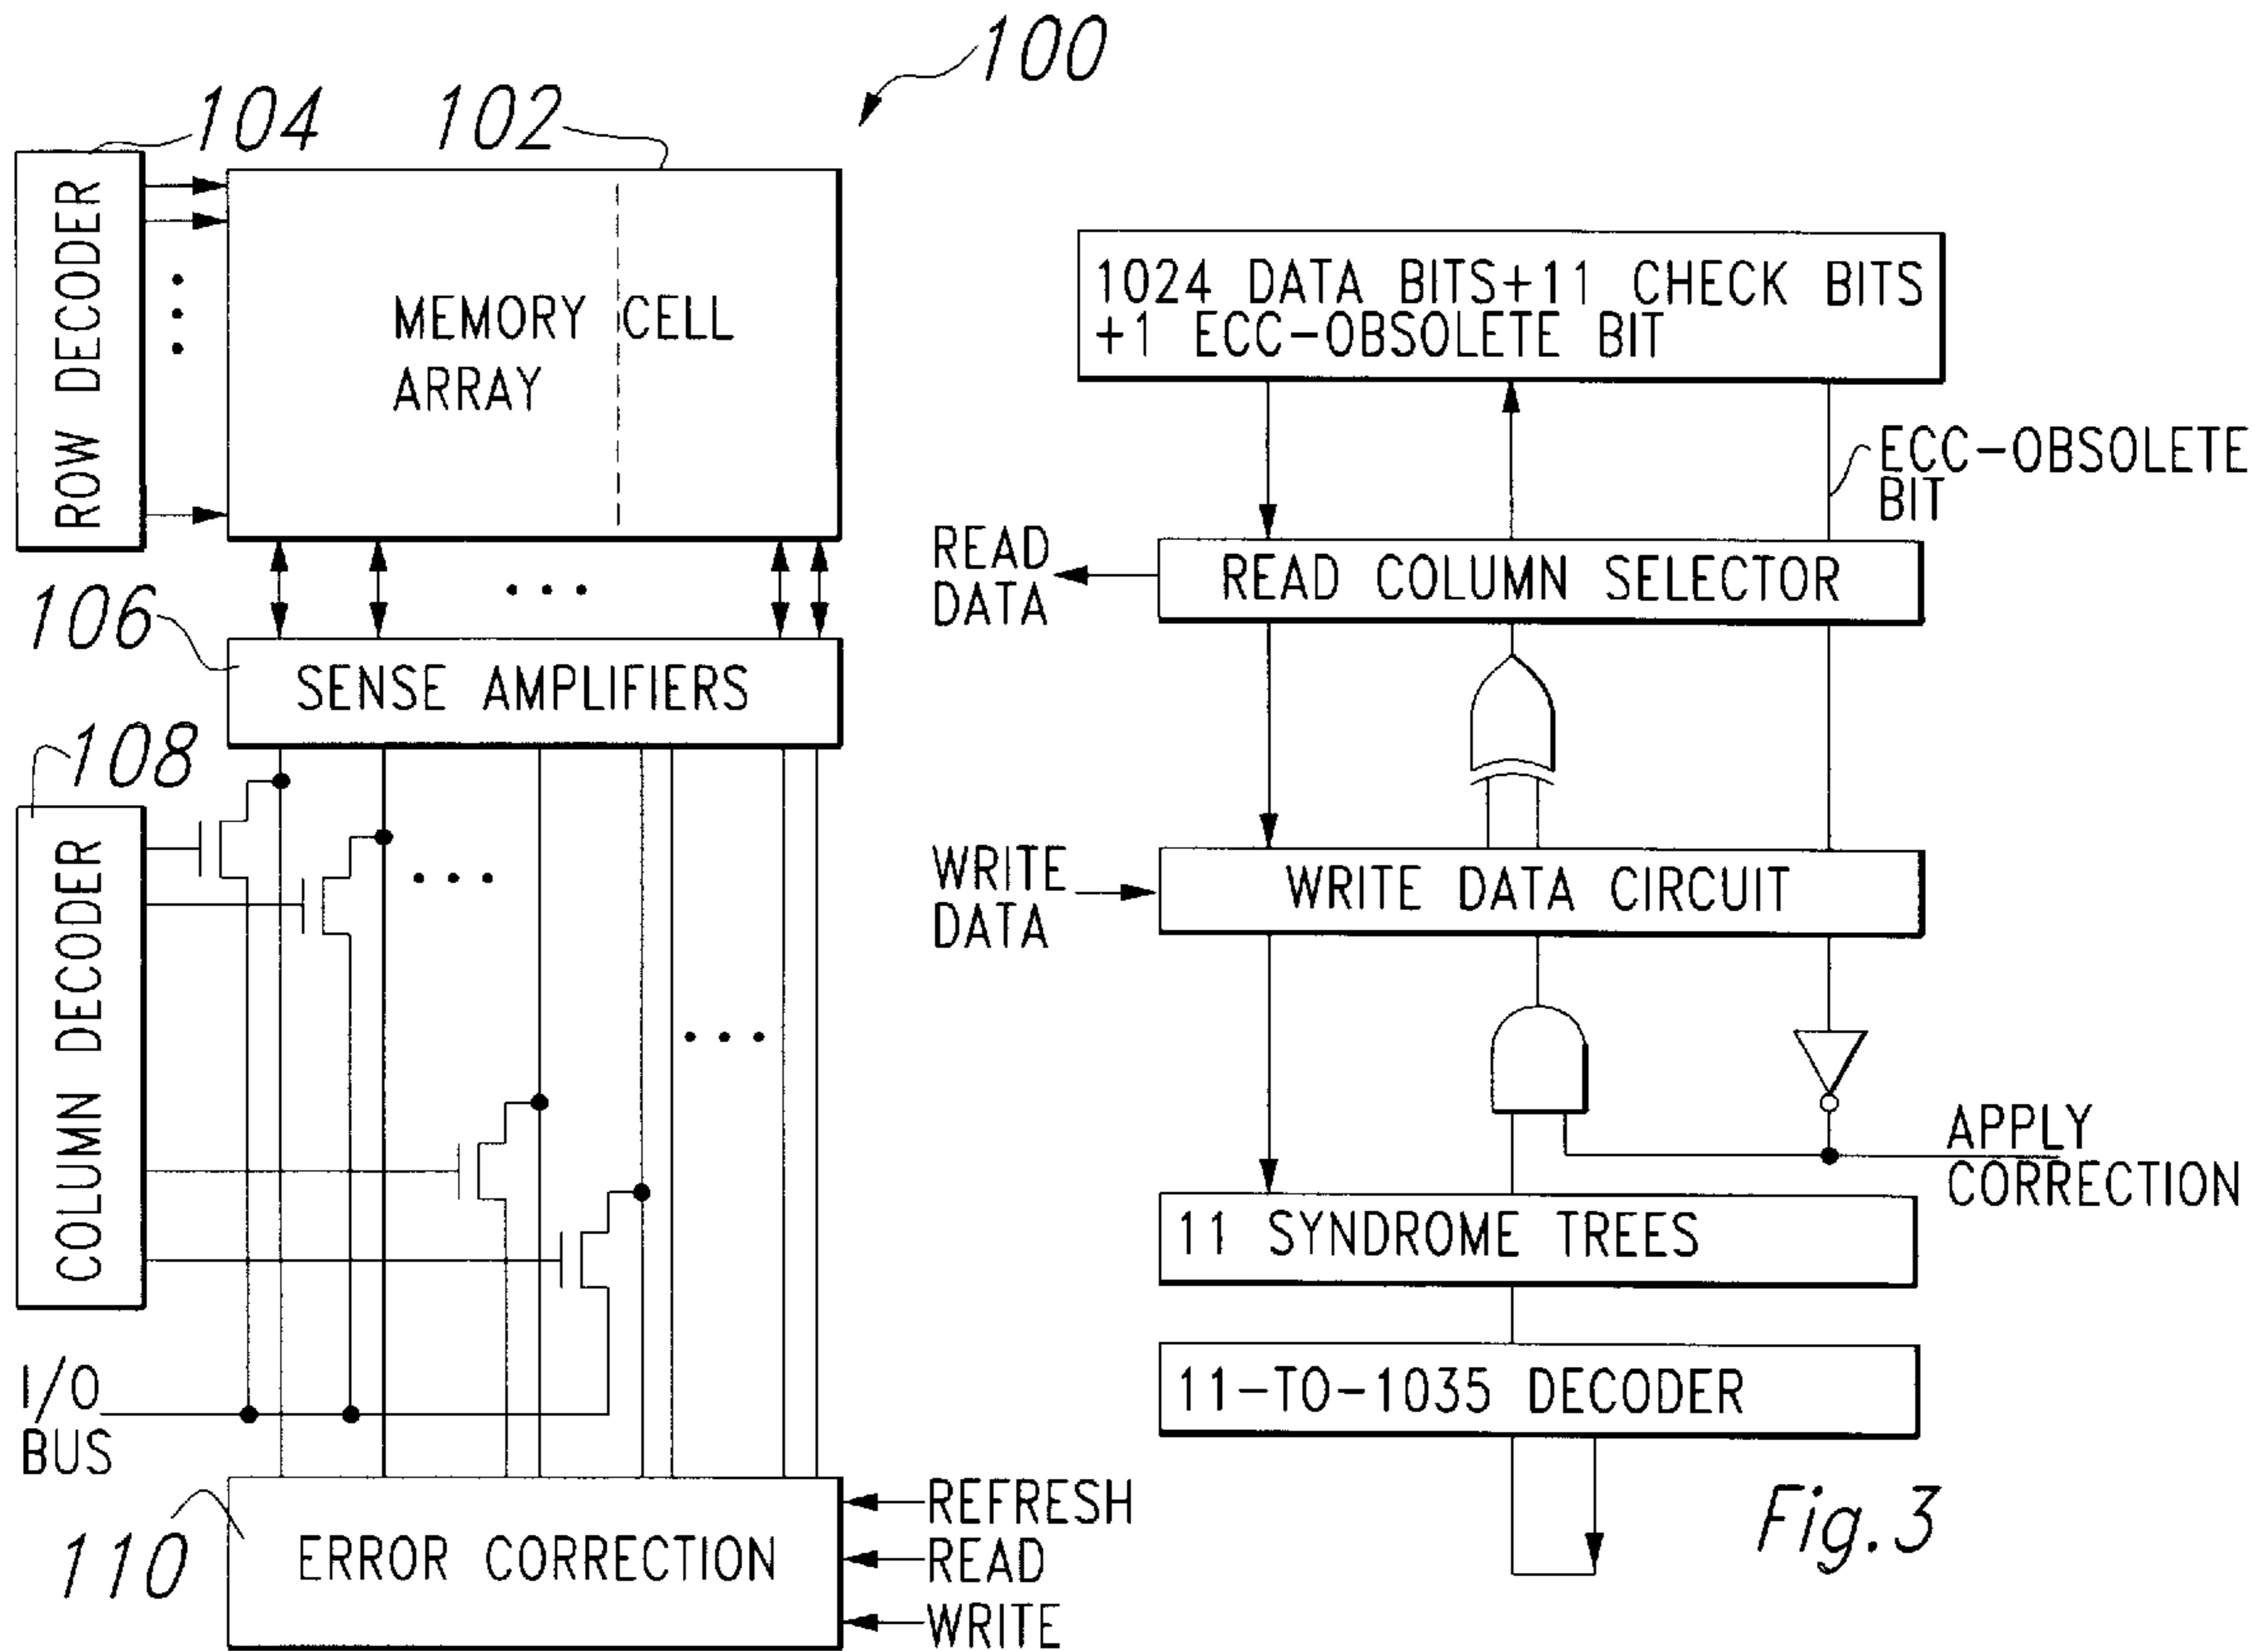 100
104
102
ROW DECODER
MEMORY CELL
ARRAY
106
SENSE AMPLIFIERS
108
COLUMN DECODER
I/O
BUS
110
ERROR CORRECTION
REFRESH
READ
WRITE
1024 DATA BITS+11 CHECK BITS
+1 ECC-OBSOLETE BIT
ECC-OBSOLETE
BIT
READ
DATA
READ COLUMN SELECTOR
WRITE
DATA
WRITE DATA CIRCUIT
APPLY
CORRECTION
11 SYNDROME TREES
11-TO-1035 DECODER
Fig.3